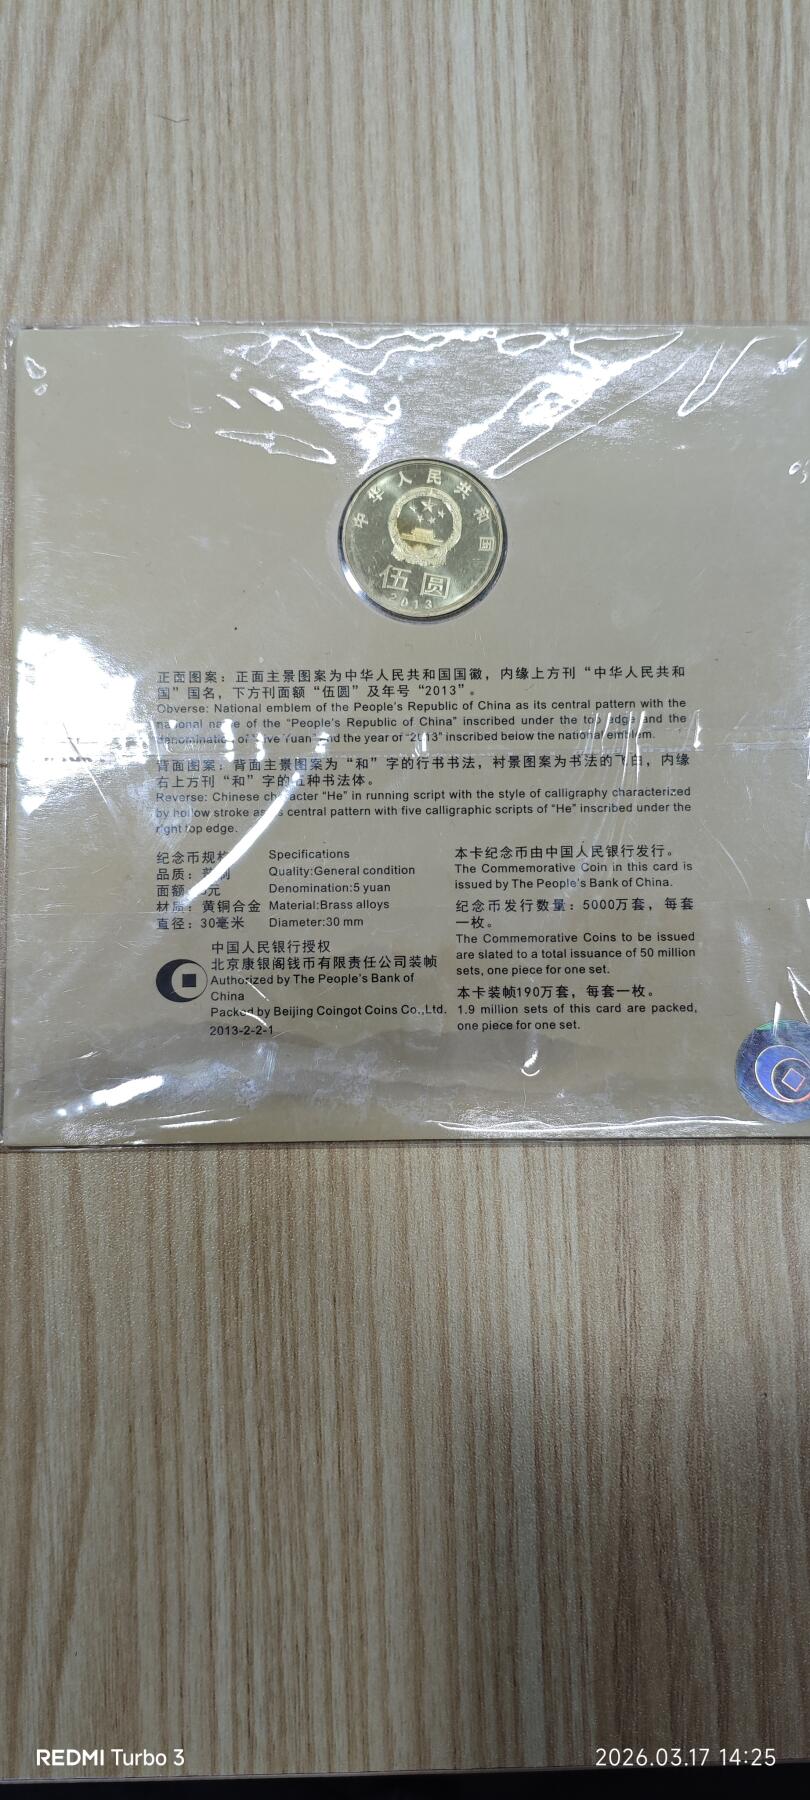 中华人民共和国
伍圆
2013
正面图案：正面主景图案为中华人民共和国国徽，内缘上方刊“中华人民共和
国”国名，下方刊面额“伍圆”及年号“2013”。
Obverse: National emblem of the People's Republic of China as its central pattern with the
national name of the "People's Republic of China" inscribed under the top edge and the
denomination of "Five Yuan" and the year of "2013" inscribed below the national emblem.
背面图案：背面主景图案为“和”字的行书书法，衬景图案为书法的飞白，内缘
右上方刊“和”字的五种书法体。
Reverse: Chinese character "He" in running script with the style of calligraphy characterized
by hollow stroke as its central pattern with five calligraphic scripts of "He" inscribed under the
right top edge.
纪念币规格 Specifications
品质：普制 Quality:General condition
面额：5元 Denomination:5 yuan
材质：黄铜合金 Material:Brass alloys
直径：30毫米 Diameter:30 mm
中国人民银行授权
北京康银阁钱币有限责任公司装帧
Authorized by The People's Bank of
China
Packed by Beijing Coingot Coins Co.,Ltd.
2013-2-2-1
本卡纪念币由中国人民银行发行。
The Commemorative Coin in this card is
issued by The People's Bank of China.
纪念币发行数量：5000万套，每套
一枚。
The Commemorative Coins to be issued
are slated to a total issuance of 50 million
sets, one piece for one set.
本卡装帧190万套，每套一枚。
1.9 million sets of this card are packed,
one piece for one set.
REDMI Turbo 3
2026.03.17 14:25